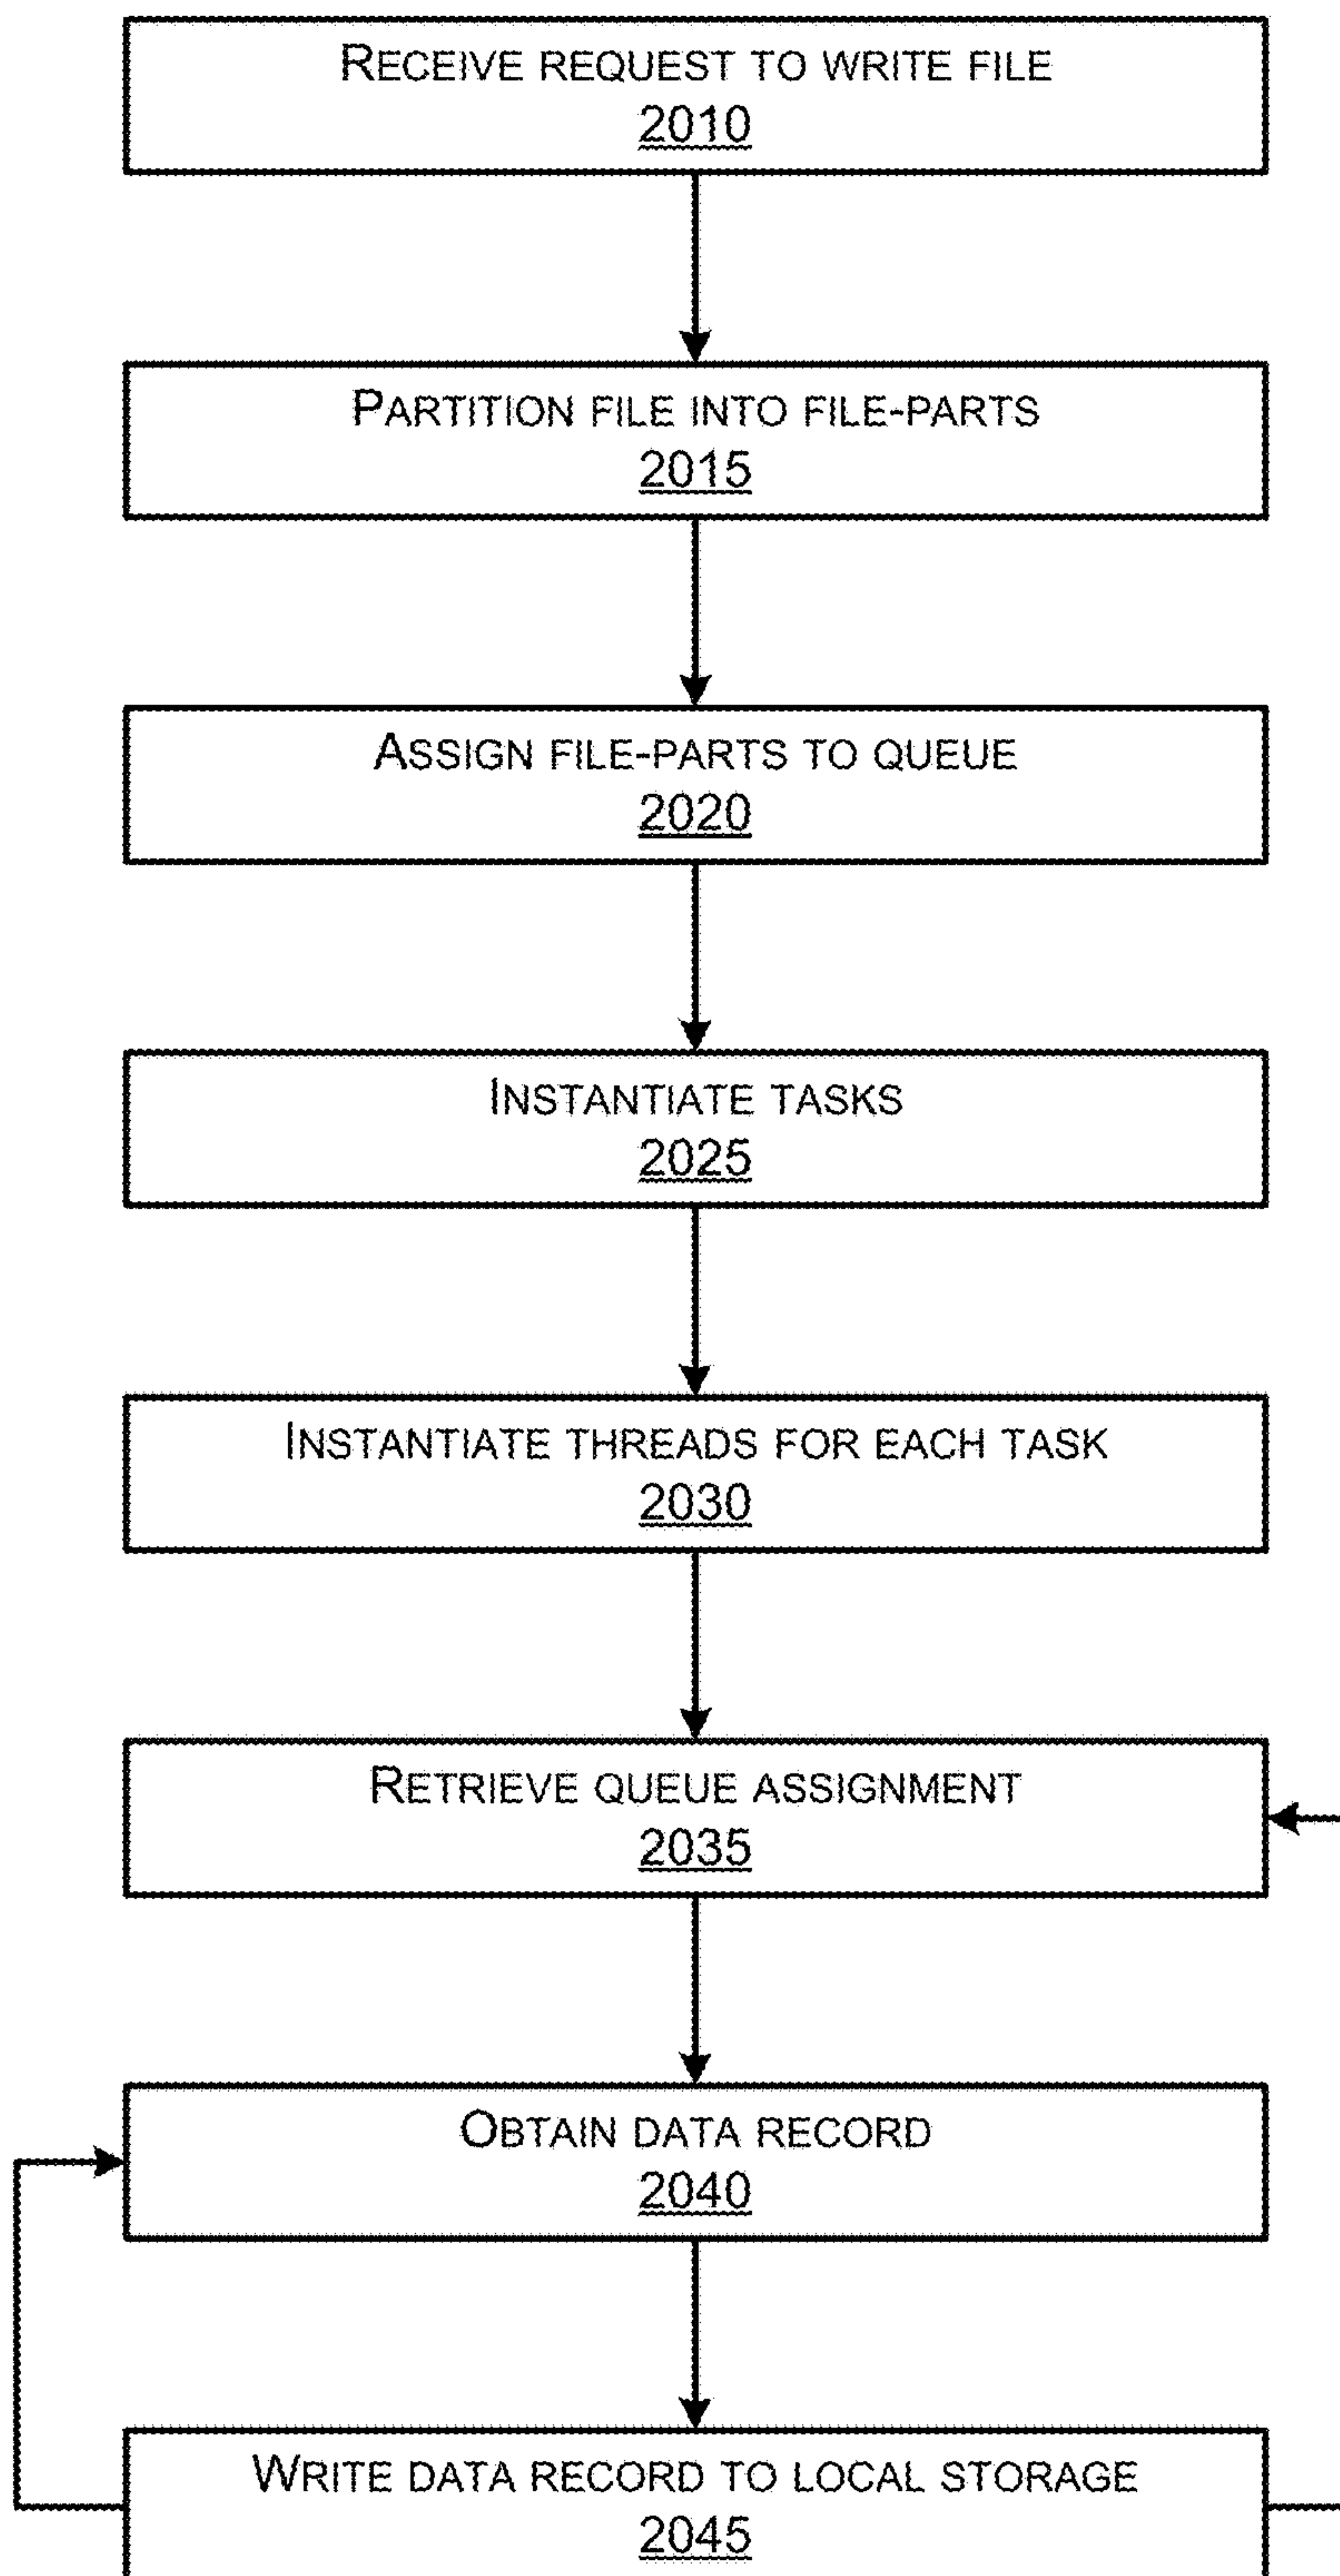 RECEIVE REQUEST TO WRITE FILE
2010
PARTITION FILE INTO FILE-PARTS
2015
ASSIGN FILE-PARTS TO QUEUE
2020
INSTANTIATE TASKS
2025
INSTANTIATE THREADS FOR EACH TASK
2030
RETRIEVE QUEUE ASSIGNMENT
2035
OBTAIN DATA RECORD
2040
WRITE DATA RECORD TO LOCAL STORAGE
2045